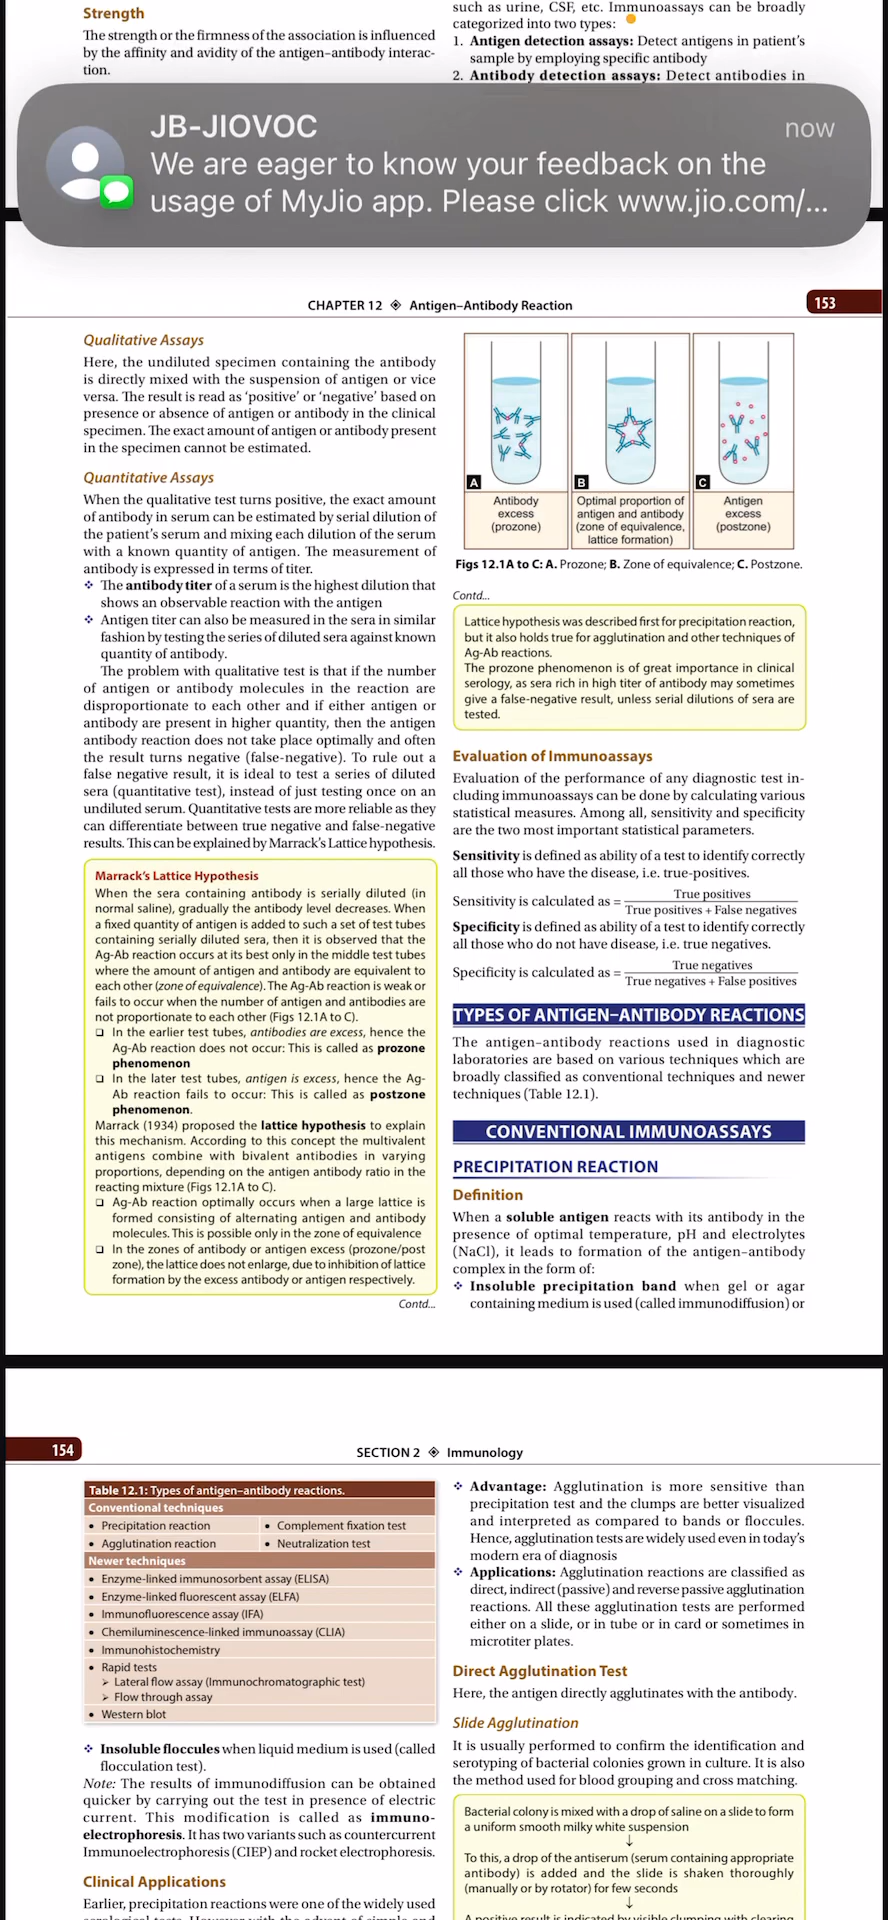 Strength
The strength or the firmness of the association is influenced
by the affinity and avidity of the antigen–antibody interac-
tion.
such as urine, CSF, etc. Immunoassays can be broadly
categorized into two types:
1. Antigen detection assays: Detect antigens in patient's
sample by employing specific antibody
2. Antibody detection assays: Detect antibodies in
JB-JIOVOC
now
We are eager to know your feedback on the
usage of MyJio app. Please click www.jio.com/...
CHAPTER 12 ◈ Antigen–Antibody Reaction
153
Qualitative Assays
Here, the undiluted specimen containing the antibody
is directly mixed with the suspension of antigen or vice
versa. The result is read as 'positive' or 'negative' based on
presence or absence of antigen or antibody in the clinical
specimen. The exact amount of antigen or antibody present
in the specimen cannot be estimated.
Quantitative Assays
When the qualitative test turns positive, the exact amount
of antibody in serum can be estimated by serial dilution of
the patient's serum and mixing each dilution of the serum
with a known quantity of antigen. The measurement of
antibody is expressed in terms of titer.
❖ The antibody titer of a serum is the highest dilution that
shows an observable reaction with the antigen
❖ Antigen titer can also be measured in the sera in similar
fashion by testing the series of diluted sera against known
quantity of antibody.
The problem with qualitative test is that if the number
of antigen or antibody molecules in the reaction are
disproportionate to each other and if either antigen or
antibody are present in higher quantity, then the antigen
antibody reaction does not take place optimally and often
the result turns negative (false-negative). To rule out a
false negative result, it is ideal to test a series of diluted
sera (quantitative test), instead of just testing once on an
undiluted serum. Quantitative tests are more reliable as they
can differentiate between true negative and false-negative
results. This can be explained by Marrack's Lattice hypothesis.
Marrack's Lattice Hypothesis
When the sera containing antibody is serially diluted (in
normal saline), gradually the antibody level decreases. When
a fixed quantity of antigen is added to such a set of test tubes
containing serially diluted sera, then it is observed that the
Ag-Ab reaction occurs at its best only in the middle test tubes
where the amount of antigen and antibody are equivalent to
each other (zone of equivalence). The Ag-Ab reaction is weak or
fails to occur when the number of antigen and antibodies are
not proportionate to each other (Figs 12.1A to C).
❑ In the earlier test tubes, antibodies are excess, hence the
Ag-Ab reaction does not occur: This is called as prozone
phenomenon
❑ In the later test tubes, antigen is excess, hence the Ag-
Ab reaction fails to occur: This is called as postzone
phenomenon.
Marrack (1934) proposed the lattice hypothesis to explain
this mechanism. According to this concept the multivalent
antigens combine with bivalent antibodies in varying
proportions, depending on the antigen antibody ratio in the
reacting mixture (Figs 12.1A to C).
❑ Ag-Ab reaction optimally occurs when a large lattice is
formed consisting of alternating antigen and antibody
molecules. This is possible only in the zone of equivalence
❑ In the zones of antibody or antigen excess (prozone/post
zone), the lattice does not enlarge, due to inhibition of lattice
formation by the excess antibody or antigen respectively.
Contd...
A
B
C
Antibody
excess
(prozone)
Optimal proportion of
antigen and antibody
(zone of equivalence,
lattice formation)
Antigen
excess
(postzone)
Figs 12.1A to C: A. Prozone; B. Zone of equivalence; C. Postzone.
Contd...
Lattice hypothesis was described first for precipitation reaction,
but it also holds true for agglutination and other techniques of
Ag-Ab reactions.
The prozone phenomenon is of great importance in clinical
serology, as sera rich in high titer of antibody may sometimes
give a false-negative result, unless serial dilutions of sera are
tested.
Evaluation of Immunoassays
Evaluation of the performance of any diagnostic test in-
cluding immunoassays can be done by calculating various
statistical measures. Among all, sensitivity and specificity
are the two most important statistical parameters.
Sensitivity is defined as ability of a test to identify correctly
all those who have the disease, i.e. true-positives.
Sensitivity is calculated as = True positives
True positives + False negatives
Specificity is defined as ability of a test to identify correctly
all those who do not have disease, i.e. true negatives.
Specificity is calculated as = True negatives
True negatives + False positives
TYPES OF ANTIGEN–ANTIBODY REACTIONS
The antigen–antibody reactions used in diagnostic
laboratories are based on various techniques which are
broadly classified as conventional techniques and newer
techniques (Table 12.1).
CONVENTIONAL IMMUNOASSAYS
PRECIPITATION REACTION
Definition
When a soluble antigen reacts with its antibody in the
presence of optimal temperature, pH and electrolytes
(NaCl), it leads to formation of the antigen–antibody
complex in the form of:
❖ Insoluble precipitation band when gel or agar
containing medium is used (called immunodiffusion) or
154
SECTION 2 ◈ Immunology
Table 12.1: Types of antigen–antibody reactions.
Conventional techniques
• Precipitation reaction • Complement fixation test
• Agglutination reaction • Neutralization test
Newer techniques
• Enzyme-linked immunosorbent assay (ELISA)
• Enzyme-linked fluorescent assay (ELFA)
• Immunofluorescence assay (IFA)
• Chemiluminescence-linked immunoassay (CLIA)
• Immunohistochemistry
• Rapid tests
➢ Lateral flow assay (Immunochromatographic test)
➢ Flow through assay
• Western blot
❖ Insoluble floccules when liquid medium is used (called
flocculation test).
Note: The results of immunodiffusion can be obtained
quicker by carrying out the test in presence of electric
current. This modification is called as immuno-
electrophoresis. It has two variants such as countercurrent
Immunoelectrophoresis (CIEP) and rocket electrophoresis.
Clinical Applications
Earlier, precipitation reactions were one of the widely used
❖ Advantage: Agglutination is more sensitive than
precipitation test and the clumps are better visualized
and interpreted as compared to bands or floccules.
Hence, agglutination tests are widely used even in today's
modern era of diagnosis
❖ Applications: Agglutination reactions are classified as
direct, indirect (passive) and reverse passive agglutination
reactions. All these agglutination tests are performed
either on a slide, or in tube or in card or sometimes in
microtiter plates.
Direct Agglutination Test
Here, the antigen directly agglutinates with the antibody.
Slide Agglutination
It is usually performed to confirm the identification and
serotyping of bacterial colonies grown in culture. It is also
the method used for blood grouping and cross matching.
Bacterial colony is mixed with a drop of saline on a slide to form
a uniform smooth milky white suspension
↓
To this, a drop of the antiserum (serum containing appropriate
antibody) is added and the slide is shaken thoroughly
(manually or by rotator) for few seconds
↓
A positive result is indicated by visible clumping with clearing